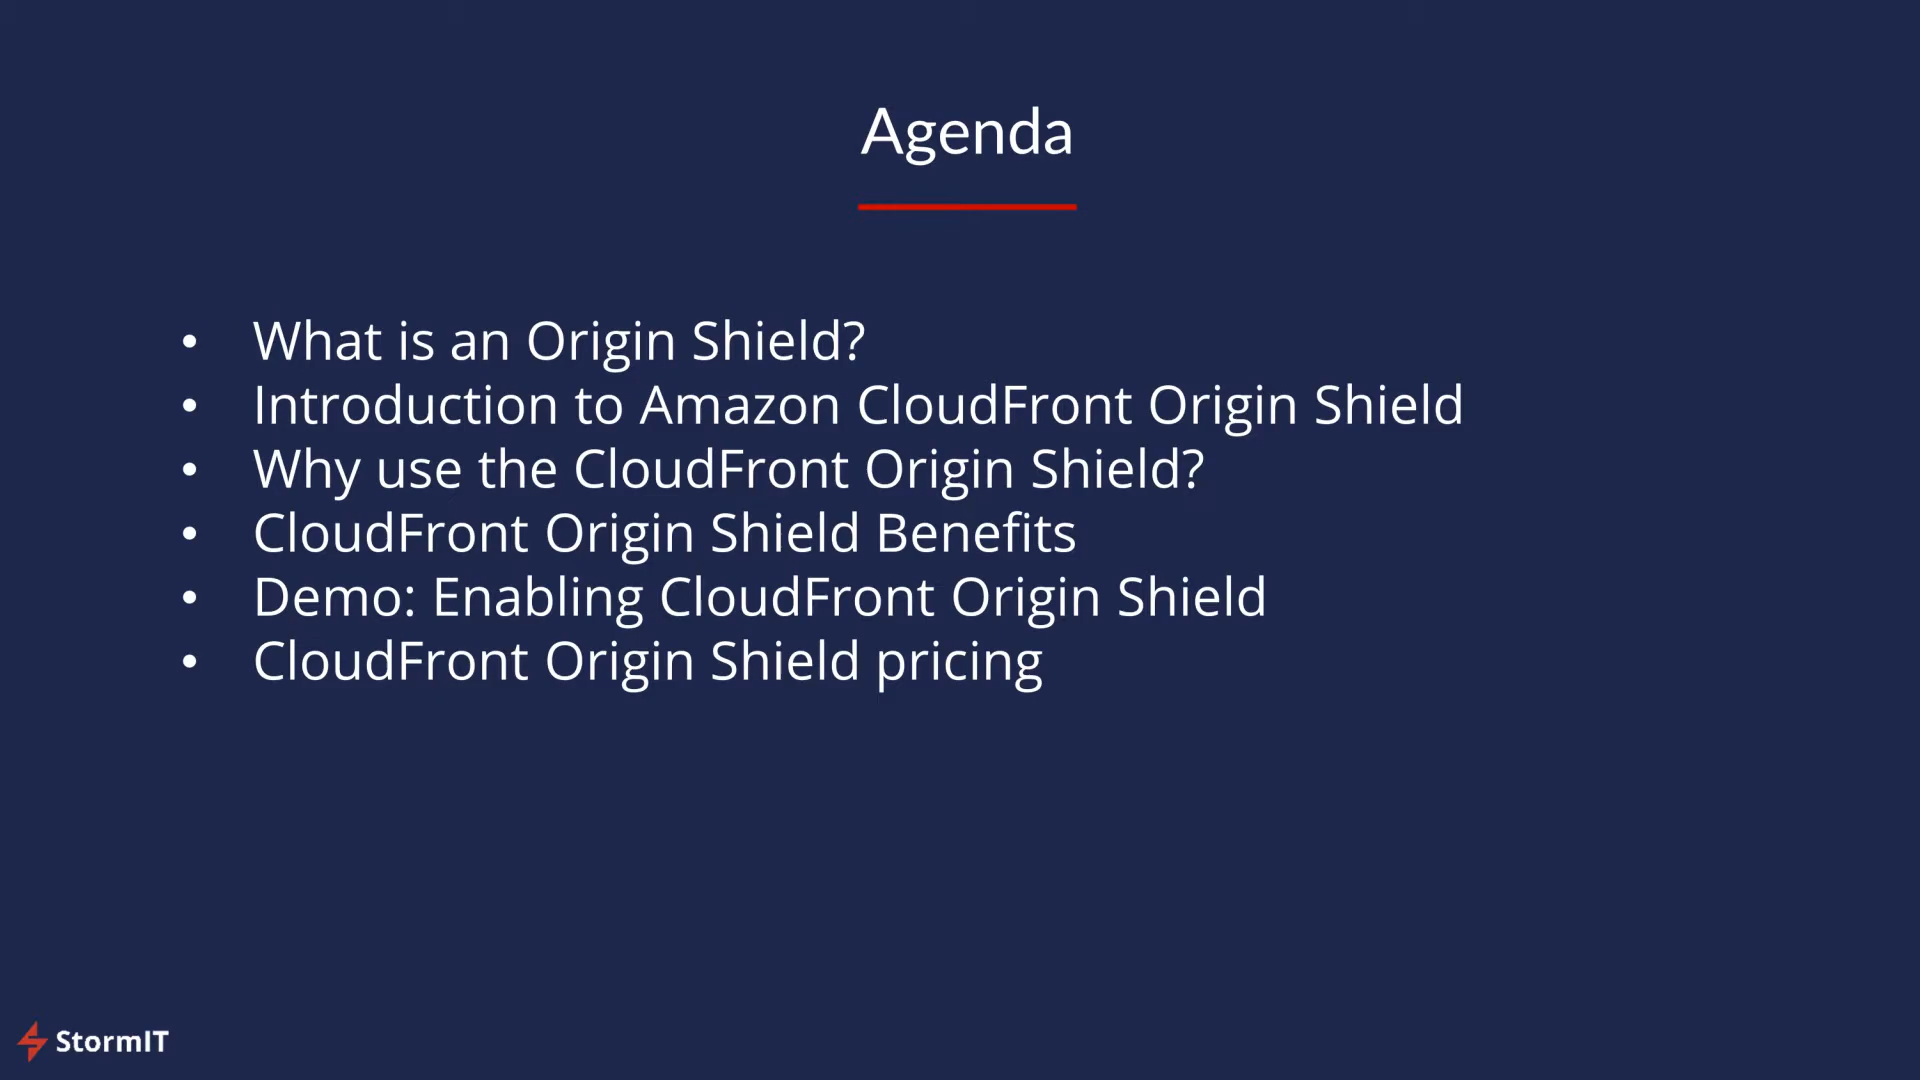 Agenda
• What is an Origin Shield?
• Introduction to Amazon CloudFront Origin Shield
• Why use the CloudFront Origin Shield?
• CloudFront Origin Shield Benefits
• Demo: Enabling CloudFront Origin Shield
• CloudFront Origin Shield pricing
StormIT